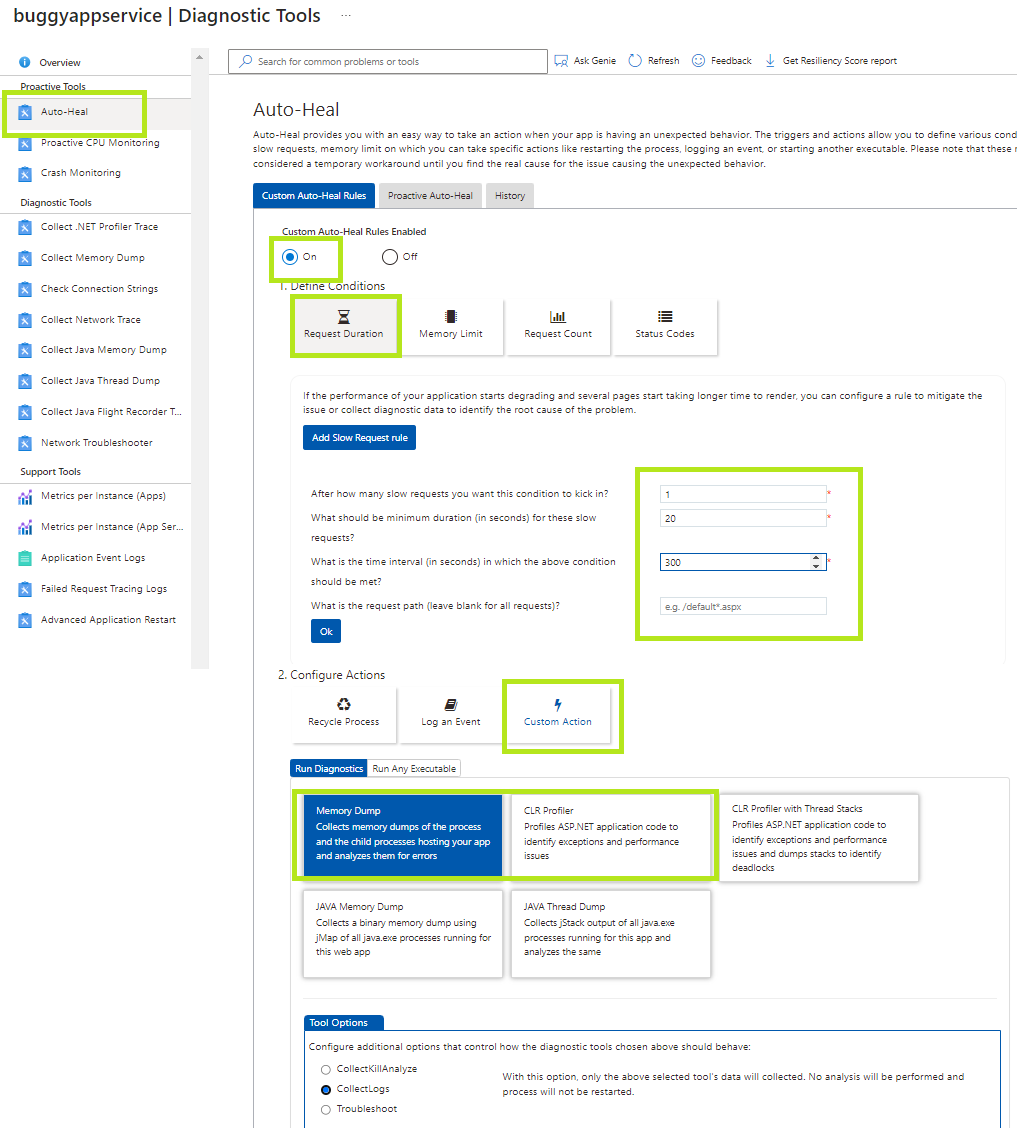 buggyappservice | Diagnostic Tools ...
Overview
Proactive Tools
Auto-Heal
Proactive CPU Monitoring
Crash Monitoring
Diagnostic Tools
Collect .NET Profiler Trace
Collect Memory Dump
Check Connection Strings
Collect Network Trace
Collect Java Memory Dump
Collect Java Thread Dump
Collect Java Flight Recorder T...
Network Troubleshooter
Support Tools
Metrics per Instance (Apps)
Metrics per Instance (App Ser...
Application Event Logs
Failed Request Tracing Logs
Advanced Application Restart
Search for common problems or tools
Ask Genie
Refresh
Feedback
Get Resiliency Score report
Auto-Heal
Auto-Heal provides you with an easy way to take an action when your app is having an unexpected behavior. The triggers and actions allow you to define various cond
slow requests, memory limit on which you can take specific actions like restarting the process, logging an event, or starting another executable. Please note that these
considered a temporary workaround until you find the real cause for the issue causing the unexpected behavior.
Custom Auto-Heal Rules
Proactive Auto-Heal
History
Custom Auto-Heal Rules Enabled
On
Off
1. Define Conditions
Request Duration
Memory Limit
Request Count
Status Codes
If the performance of your application starts degrading and several pages start taking longer time to render, you can configure a rule to mitigate the
issue or collect diagnostic data to identify the root cause of the problem.
Add Slow Request rule
After how many slow requests you want this condition to kick in?
1 *
What should be minimum duration (in seconds) for these slow
requests?
20 *
What is the time interval (in seconds) in which the above condition
should be met?
300 *
What is the request path (leave blank for all requests)?
e.g. /default*.aspx
Ok
2. Configure Actions
Recycle Process
Log an Event
Custom Action
Run Diagnostics
Run Any Executable
Memory Dump
Collects memory dumps of the process
and the child processes hosting your app
and analyzes them for errors
CLR Profiler
Profiles ASP.NET application code to
identify exceptions and performance
issues
CLR Profiler with Thread Stacks
Profiles ASP.NET application code to
identify exceptions and performance
issues and dumps stacks to identify
deadlocks
JAVA Memory Dump
Collects a binary memory dump using
jMap of all java.exe processes running for
this web app
JAVA Thread Dump
Collects jStack output of all java.exe
processes running for this app and
analyzes the same
Tool Options
Configure additional options that control how the diagnostic tools chosen above should behave:
CollectKillAnalyze
CollectLogs
Troubleshoot
With this option, only the above selected tool's data will collected. No analysis will be performed and
process will not be restarted.